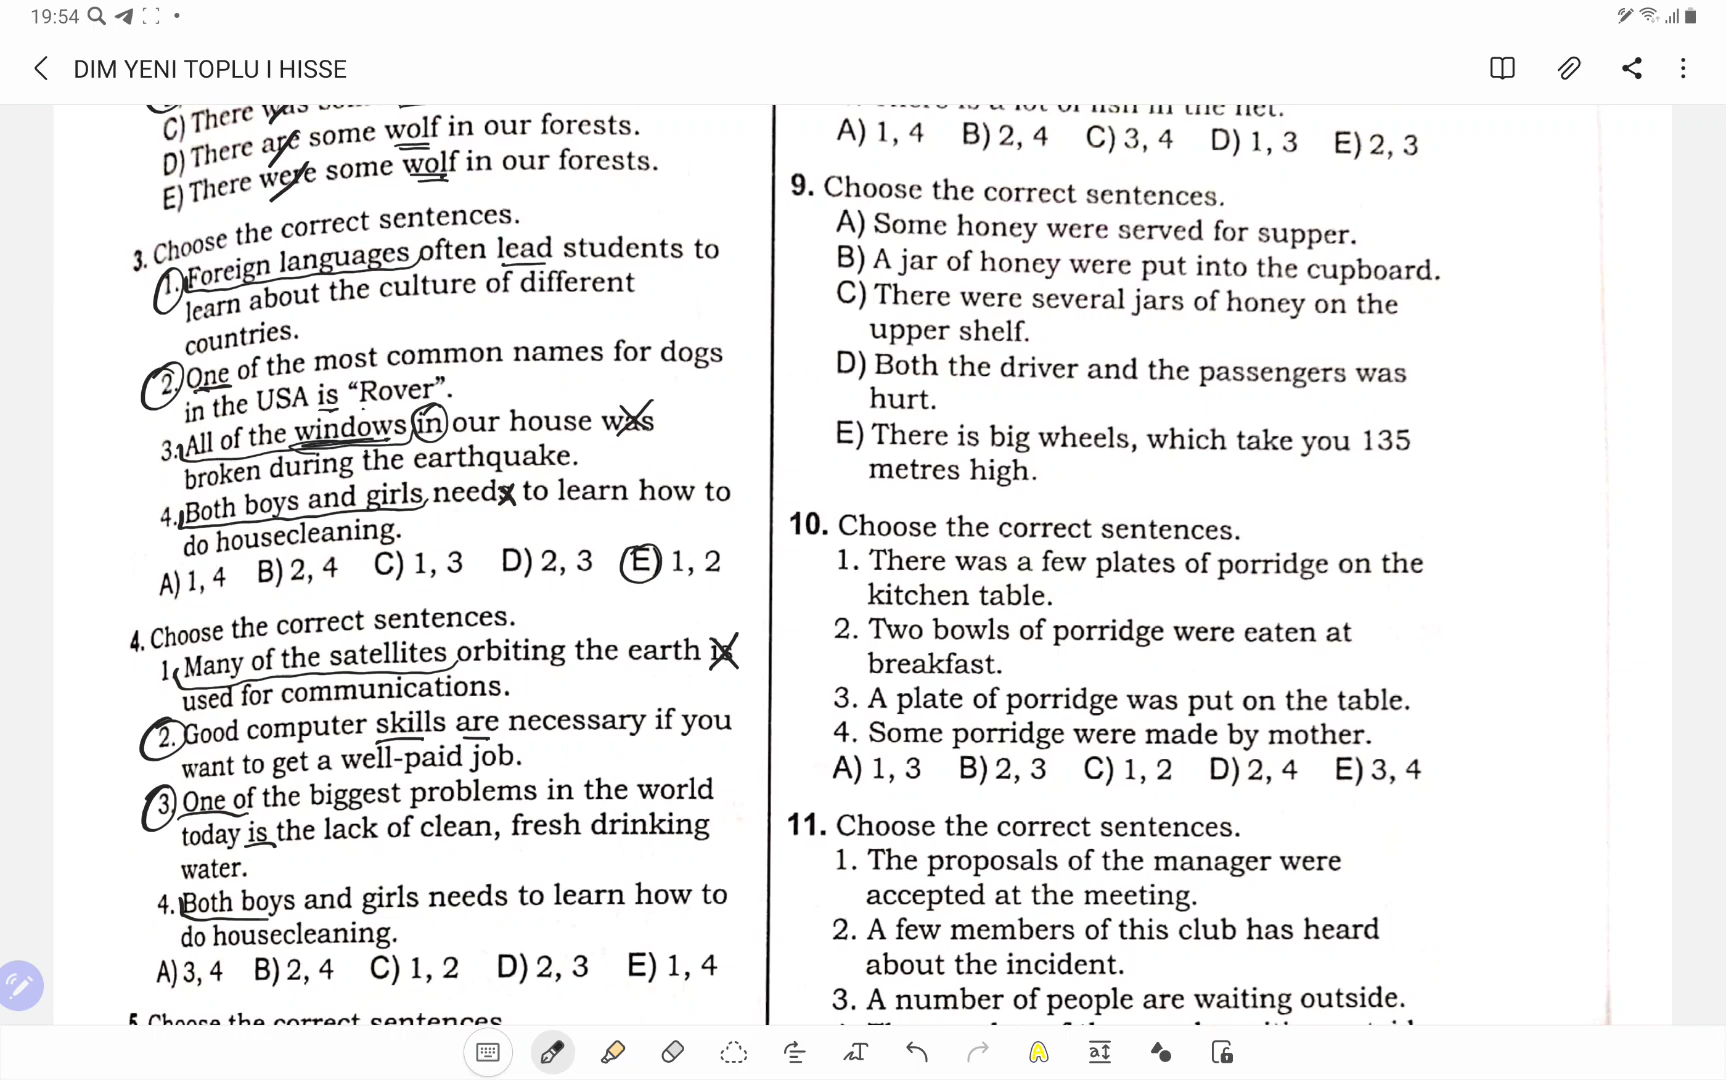 19:54
DIM YENI TOPLU I HISSE
C) There was
D) There are some wolf in our forests.
E) There were some wolf in our forests.
3. Choose the correct sentences.
1. Foreign languages often lead students to
learn about the culture of different
countries.
2. One of the most common names for dogs
in the USA is “Rover”.
3. All of the windows in our house was
broken during the earthquake.
4. Both boys and girls needs to learn how to
do housecleaning.
A) 1, 4 B) 2, 4 C) 1, 3 D) 2, 3 E) 1, 2
4. Choose the correct sentences.
1. Many of the satellites orbiting the earth is
used for communications.
2. Good computer skills are necessary if you
want to get a well-paid job.
3. One of the biggest problems in the world
today is the lack of clean, fresh drinking
water.
4. Both boys and girls needs to learn how to
do housecleaning.
A) 3, 4 B) 2, 4 C) 1, 2 D) 2, 3 E) 1, 4
5. Choose the correct sentences
is a lot of fish in the net.
A) 1, 4 B) 2, 4 C) 3, 4 D) 1, 3 E) 2, 3
9. Choose the correct sentences.
A) Some honey were served for supper.
B) A jar of honey were put into the cupboard.
C) There were several jars of honey on the
upper shelf.
D) Both the driver and the passengers was
hurt.
E) There is big wheels, which take you 135
metres high.
10. Choose the correct sentences.
1. There was a few plates of porridge on the
kitchen table.
2. Two bowls of porridge were eaten at
breakfast.
3. A plate of porridge was put on the table.
4. Some porridge were made by mother.
A) 1, 3 B) 2, 3 C) 1, 2 D) 2, 4 E) 3, 4
11. Choose the correct sentences.
1. The proposals of the manager were
accepted at the meeting.
2. A few members of this club has heard
about the incident.
3. A number of people are waiting outside.